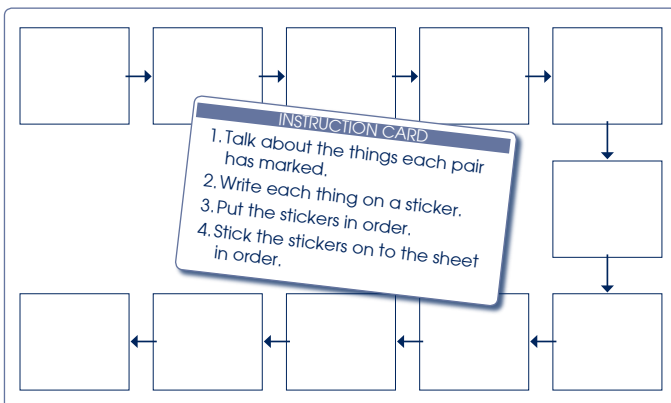 INSTRUCTION CARD
1. Talk about the things each pair
has marked.
2. Write each thing on a sticker.
3. Put the stickers in order.
4. Stick the stickers on to the sheet
in order.